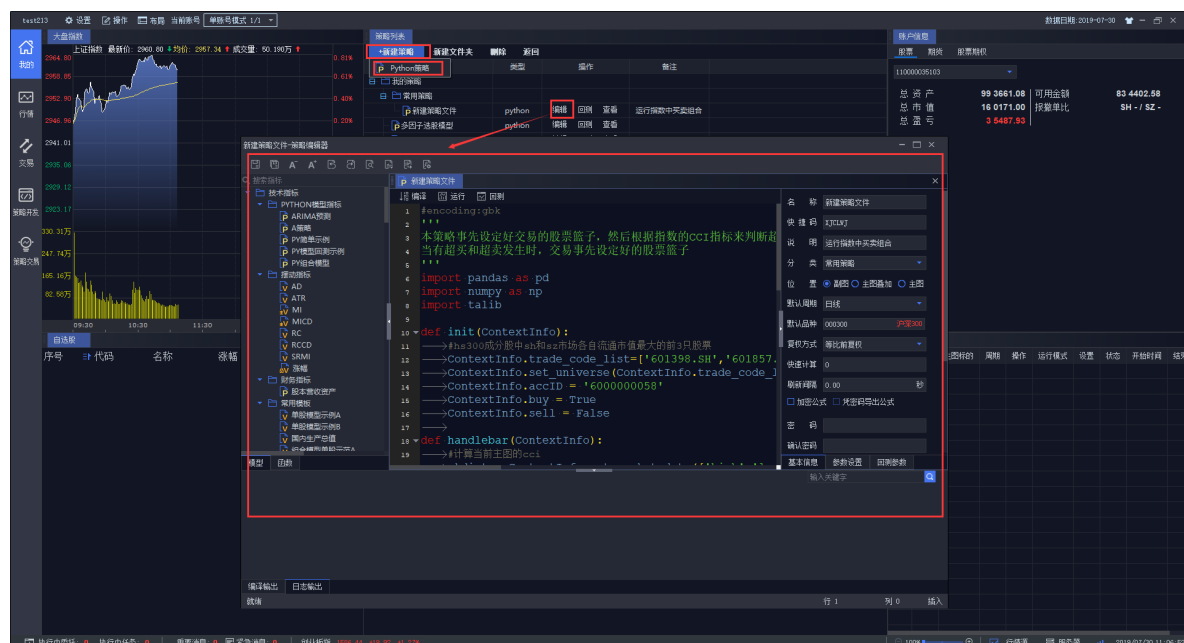 test213 设置 操作 布局 当前账号 单账号模式 1/1 数据日期:2019-07-30
大盘指数
上证指数 最新价: 2960.80 均价: 2957.34 成交量: 50.190万
2964.80 0.81%
2958.85 0.61%
2952.90 0.40%
2946.96 0.20%
2941.01
2935.06
2929.12
2923.17
330.31万
247.74万
165.16万
82.58万
09:30 10:30 11:30
我的
行情
交易
策略开发
策略交易
自选股
序号 代码 名称 涨幅
策略列表
+新建策略 新建文件夹 删除 返回
Python策略 类型 操作 备注
我的策略
常用策略
新建策略文件 python 编辑 回测 查看 运行指数中买卖组合
多因子选股模型 python 编辑 回测 查看
账户信息
股票 期货 股票期权
110000035103
总资产 99 3661.08 可用金额 83 4402.58
总市值 16 0171.00 报撤单比 SH - / SZ -
总盈亏 3 5487.93
新建策略文件-策略编辑器
搜索指标
技术指标
PYTHON模型指标
ARIMA预测
A策略
PY简单示例
PY模型回测示例
PY组合模型
摆动指标
AD
ATR
MI
MICD
RC
RCCD
SRMI
涨幅
财务指标
股本营收资产
常用模板
单股模型示例A
单股模型示例B
国内生产总值
模型 函数
新建策略文件
编译 运行 回测
1 #encoding:gbk
2 '''
3 本策略事先设定好交易的股票篮子，然后根据指数的CCI指标来判断超
4 当有超买和超卖发生时，交易事先设定好的股票篮子
5 '''
6 import pandas as pd
7 import numpy as np
8 import talib
9
10 def init(ContextInfo):
11 #hs300成分股中sh和sz市场各自流通市值最大的前3只股票
12 ContextInfo.trade_code_list=['601398.SH','601857.
13 ContextInfo.set_universe(ContextInfo.trade_code_l
14 ContextInfo.accID = '6000000058'
15 ContextInfo.buy = True
16 ContextInfo.sell = False
17
18 def handlebar(ContextInfo):
19 #计算当前主图的cci
名 称 新建策略文件
快捷码 XJCLWJ
说 明 运行指数中买卖组合
分 类 常用策略
位 置 副图 主图叠加 主图
默认周期 日线
默认品种 000300 沪深300
复权方式 等比前复权
快速计算 0
刷新间隔 0.00 秒
加密公式 凭密码导出公式
密 码
确认密码
基本信息 参数设置 回测参数
输入关键字
编译输出 日志输出
就绪 行 1 列 0 插入
主图标的 周期 操作 运行模式 设置 状态 开始时间
100% 行情源 服务器 2019/07/30